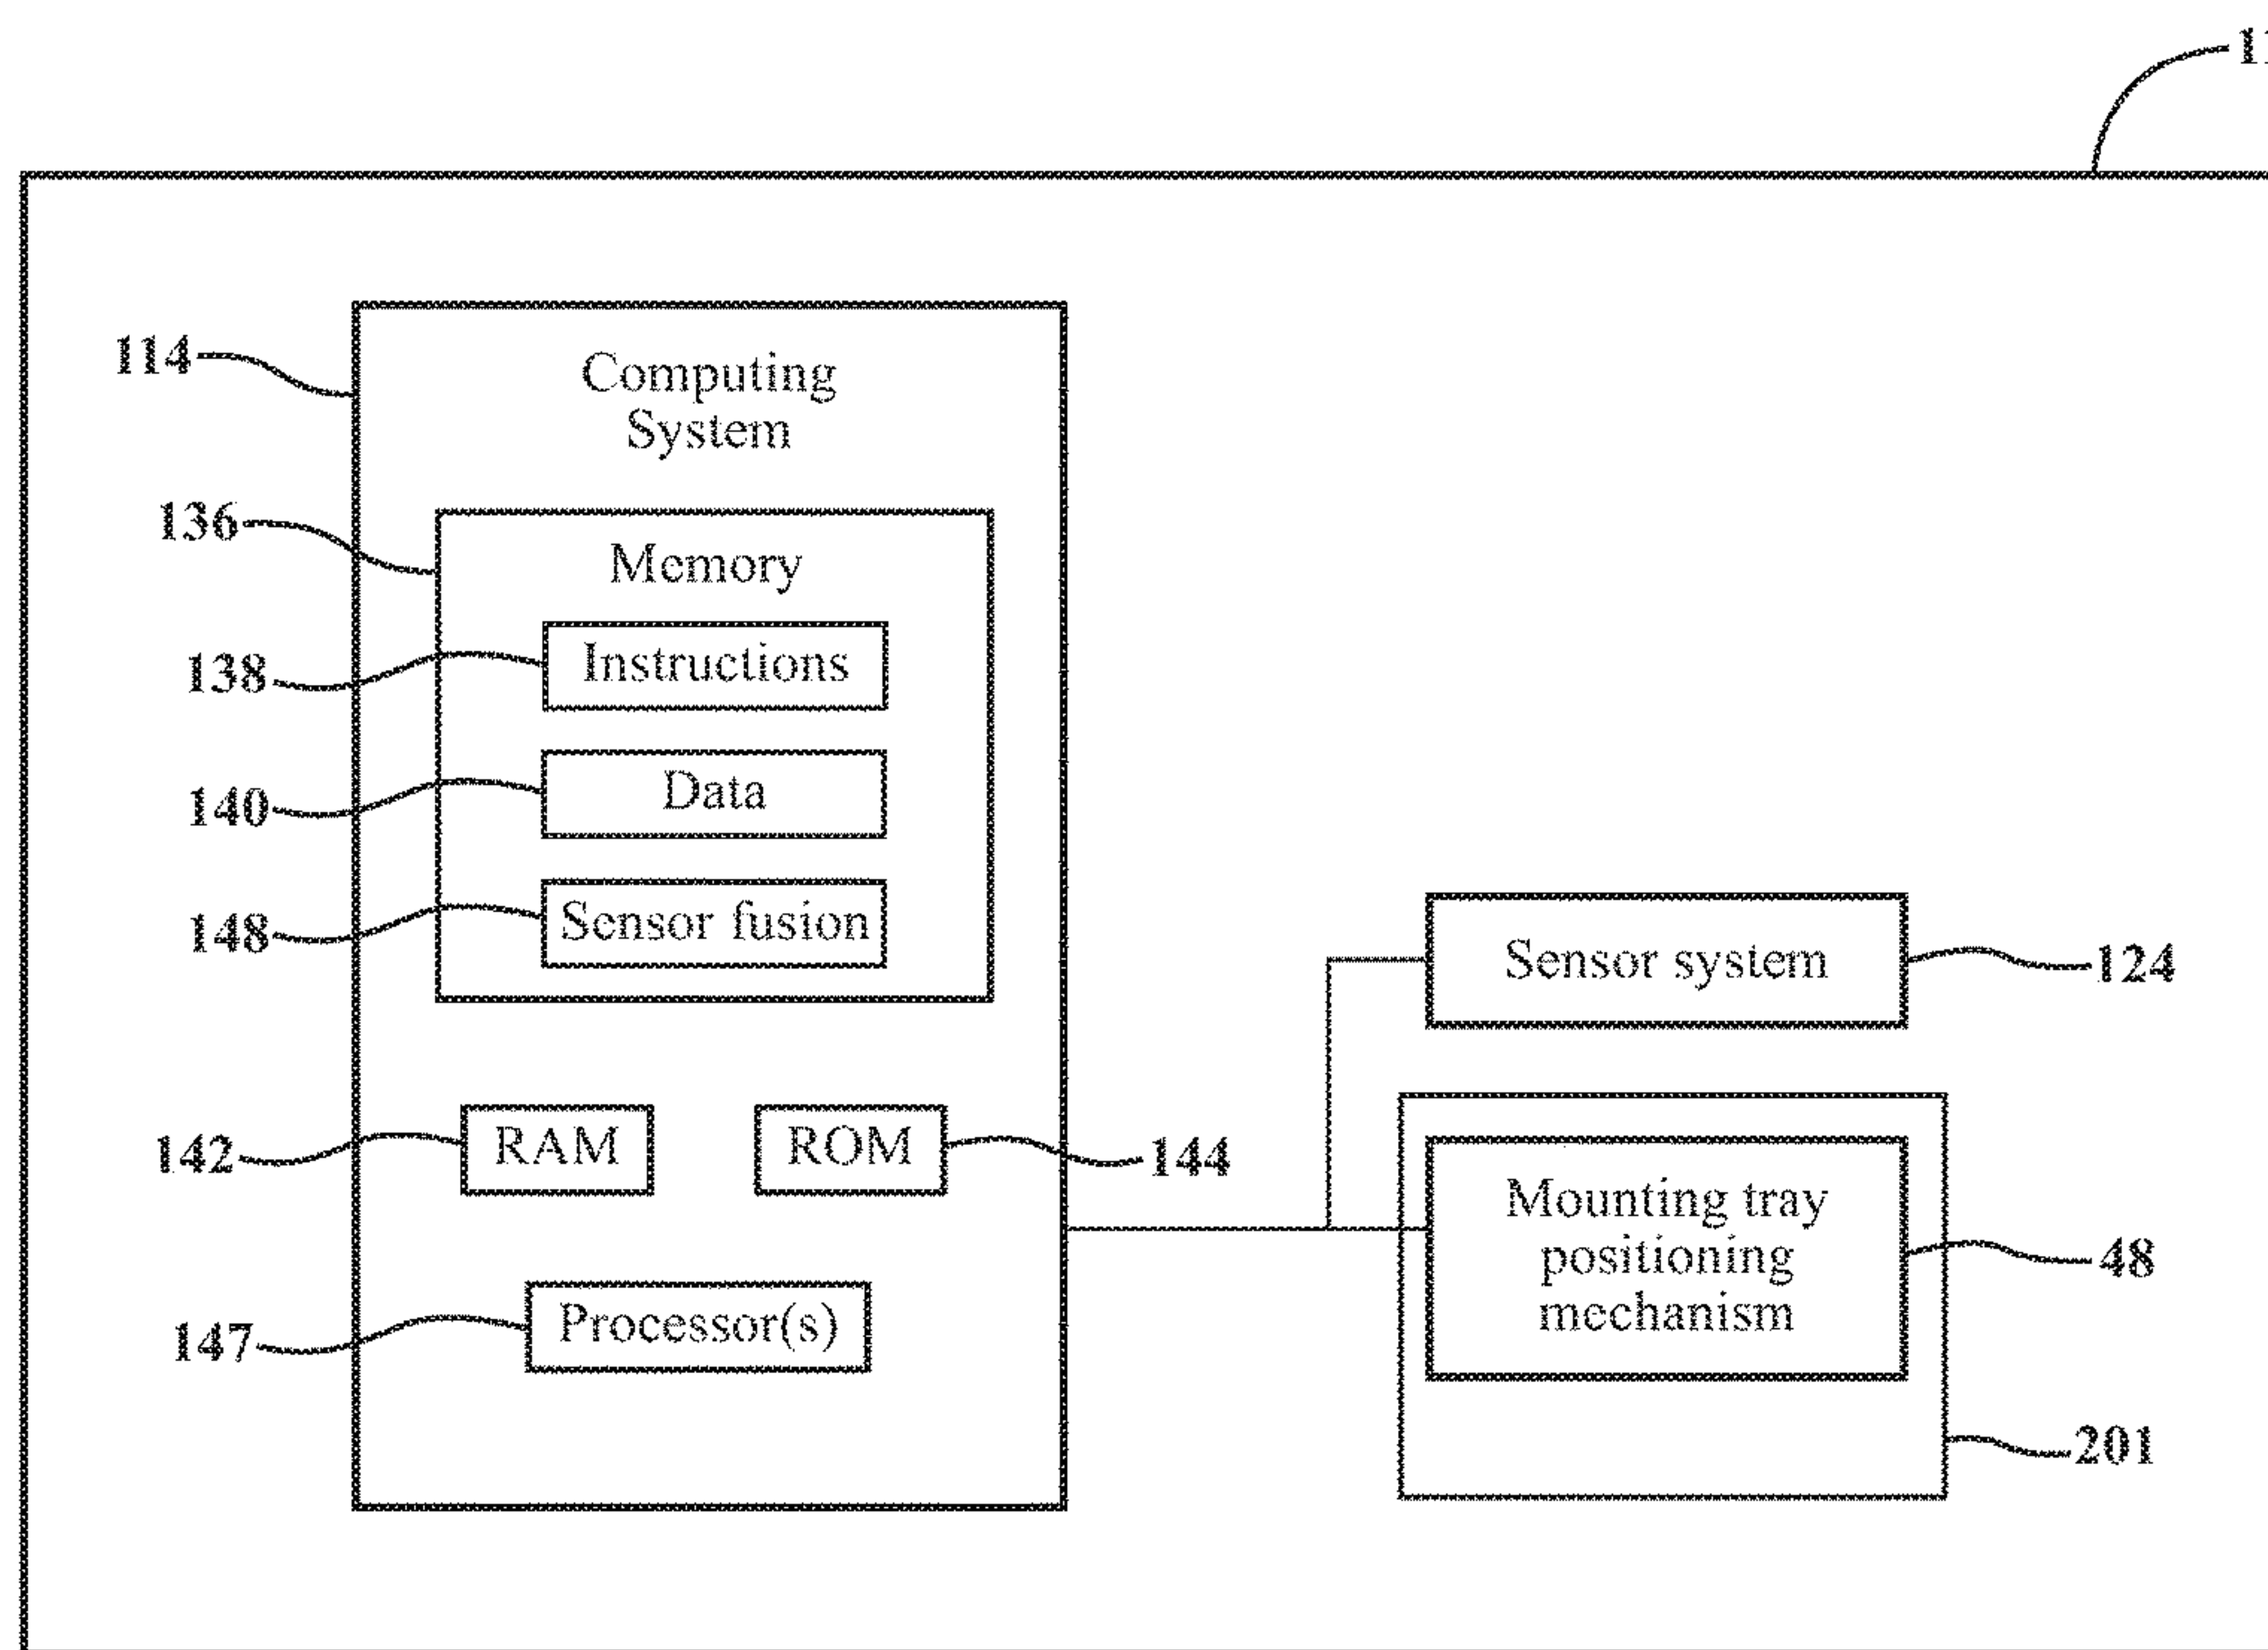 114
Computing
System
136
Memory
138
Instructions
140
Data
148
Sensor fusion
Sensor system
124
142
RAM
ROM
144
Mounting tray
positioning
mechanism
48
147
Processor(s)
201